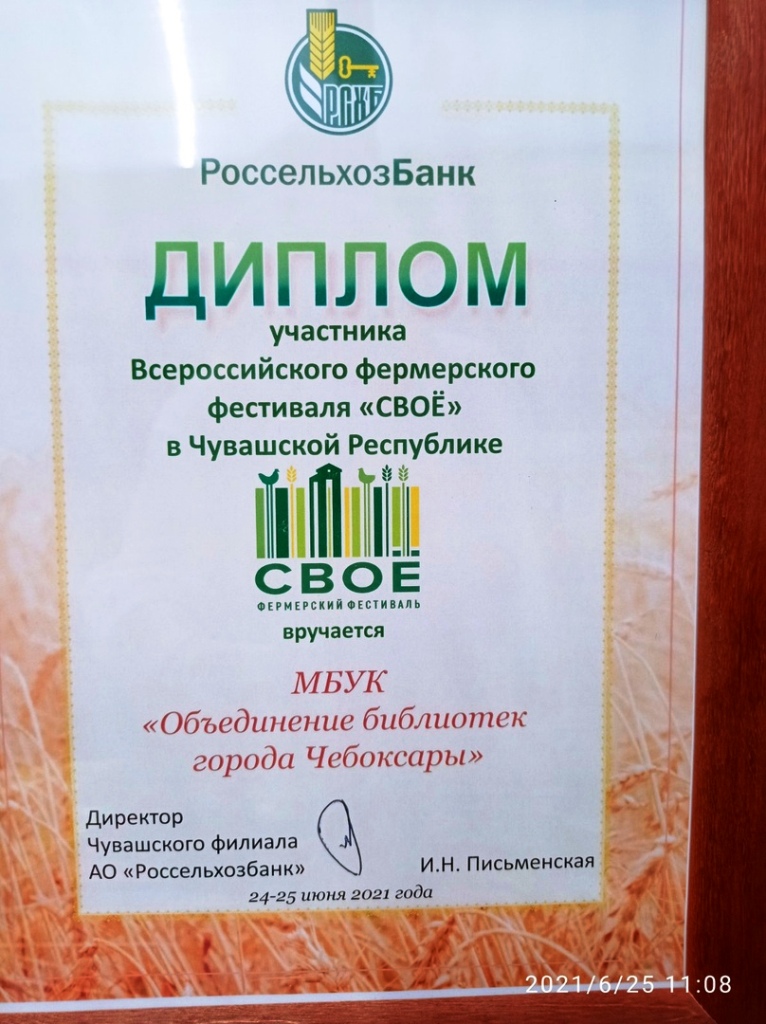 РСХБ
РоссельхозБанк
ДИПЛОМ
участника
Всероссийского фермерского
фестиваля «СВОЁ»
в Чувашской Республике
СВОЕ
ФЕРМЕРСКИЙ ФЕСТИВАЛЬ
вручается
МБУК
«Объединение библиотек
города Чебоксары»
Директор
Чувашского филиала
АО «Россельхозбанк»
И.Н. Письменская
24-25 июня 2021 года
2021/6/25 11:08